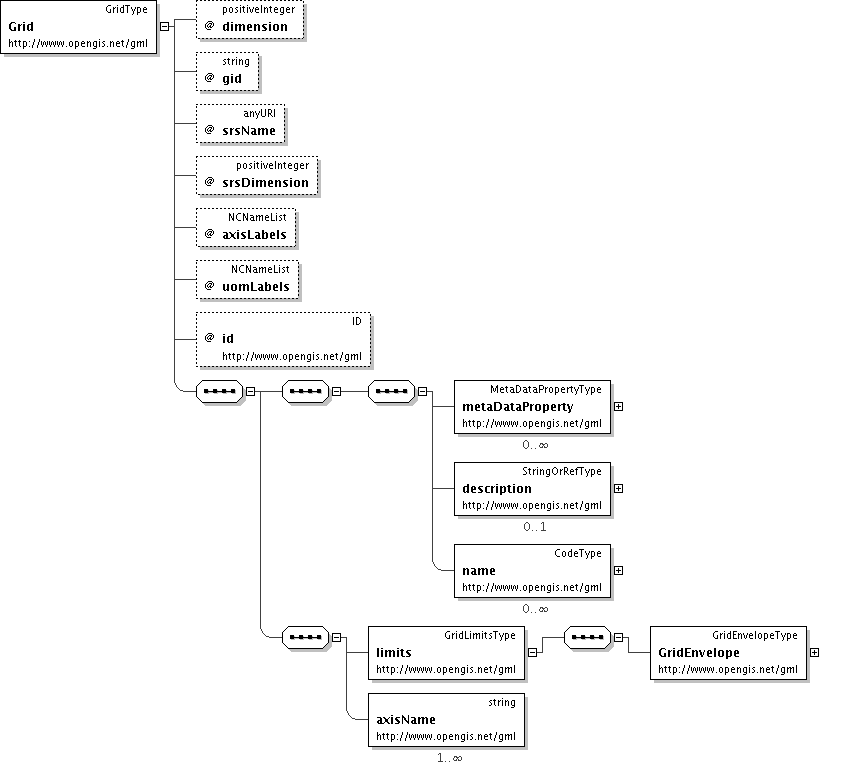 GridType
Grid
http://www.opengis.net/gml
positiveInteger
@ dimension
string
@ gid
anyURI
@ srsName
positiveInteger
@ srsDimension
NCNameList
@ axisLabels
NCNameList
@ uomLabels
ID
@ id
http://www.opengis.net/gml
MetaDataPropertyType
metaDataProperty
http://www.opengis.net/gml
0..∞
StringOrRefType
description
http://www.opengis.net/gml
0..1
CodeType
name
http://www.opengis.net/gml
0..∞
GridLimitsType
limits
http://www.opengis.net/gml
GridEnvelopeType
GridEnvelope
http://www.opengis.net/gml
string
axisName
http://www.opengis.net/gml
1..∞